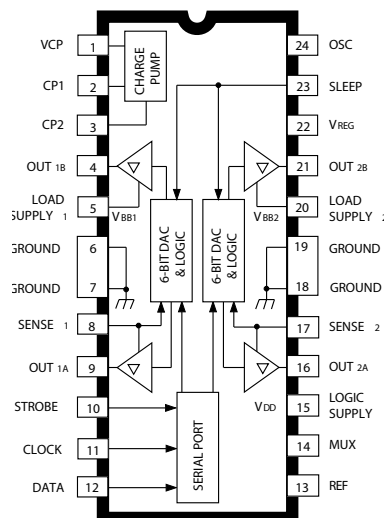 VCP 1
CP1 2
CP2 3
OUT 1B 4
LOAD
SUPPLY 1 5
GROUND 6
GROUND 7
SENSE 1 8
OUT 1A 9
STROBE 10
CLOCK 11
DATA 12
CHARGE
PUMP
VBB1
6-BIT DAC
& LOGIC
6-BIT DAC
& LOGIC
VBB2
VDD
SERIAL PORT
24 OSC
23 SLEEP
22 VREG
21 OUT 2B
20 LOAD
SUPPLY 2
19 GROUND
18 GROUND
17 SENSE 2
16 OUT 2A
15 LOGIC
SUPPLY
14 MUX
13 REF